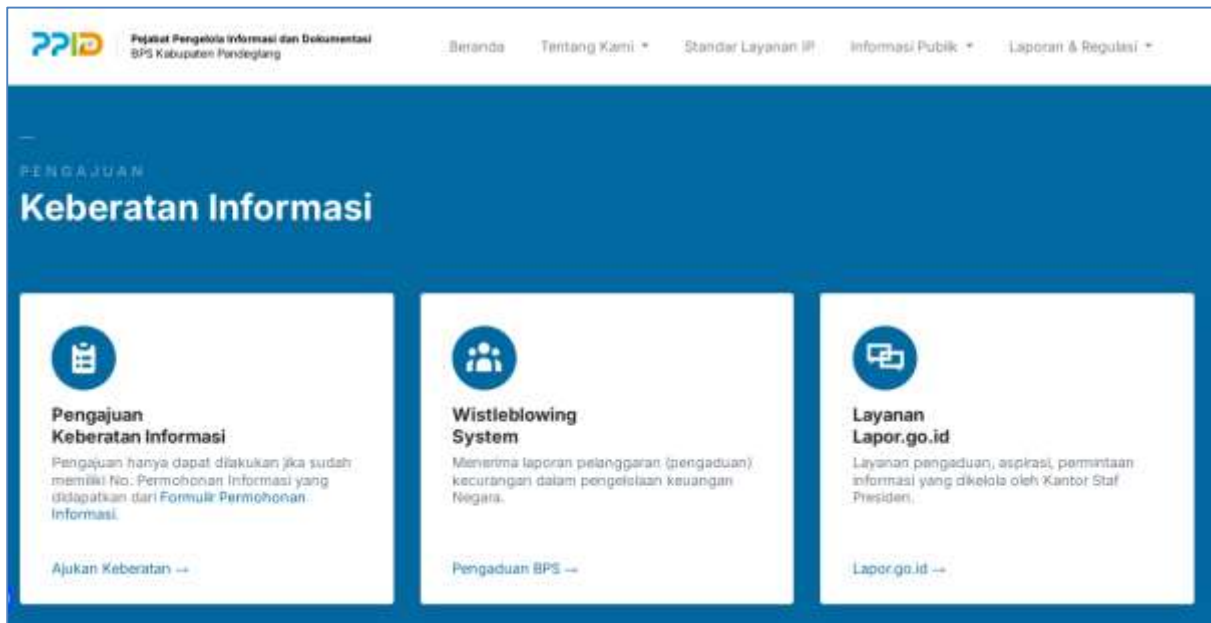 PPID
Pejabat Pengelola Informasi dan Dokumentasi
BPS Kabupaten Pandeglang
Beranda
Tentang Kami
Standar Layanan IP
Informasi Publik
Laporan & Regulasi
PENGAJUAN
Keberatan Informasi
Pengajuan
Keberatan Informasi
Pengajuan hanya dapat dilakukan jika sudah
memiliki No. Permohonan Informasi yang
didapatkan dari Formulir Permohonan
Informasi.
Ajukan Keberatan →
Wistleblowing
System
Menerima laporan pelanggaran (pengaduan)
kecurangan dalam pengelolaan keuangan
Negara.
Pengaduan BPS →
Layanan
Lapor.go.id
Layanan pengaduan, aspirasi, permintaan
informasi yang dikelola oleh Kantor Staf
Presiden.
Lapor.go.id →